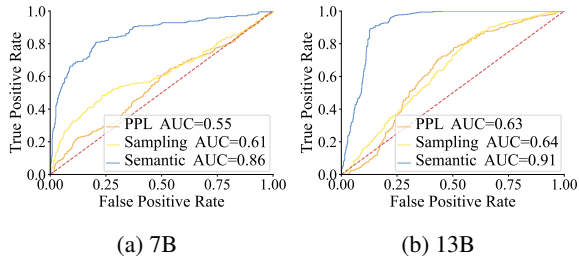 1.0
0.8
0.6
0.4
0.2
0.0
True Positive Rate
0.00 0.25 0.50 0.75 1.00
False Positive Rate
PPL AUC=0.55
Sampling AUC=0.61
Semantic AUC=0.86
(a) 7B
1.0
0.8
0.6
0.4
0.2
0.0
True Positive Rate
0.00 0.25 0.50 0.75 1.00
False Positive Rate
PPL AUC=0.63
Sampling AUC=0.64
Semantic AUC=0.91
(b) 13B